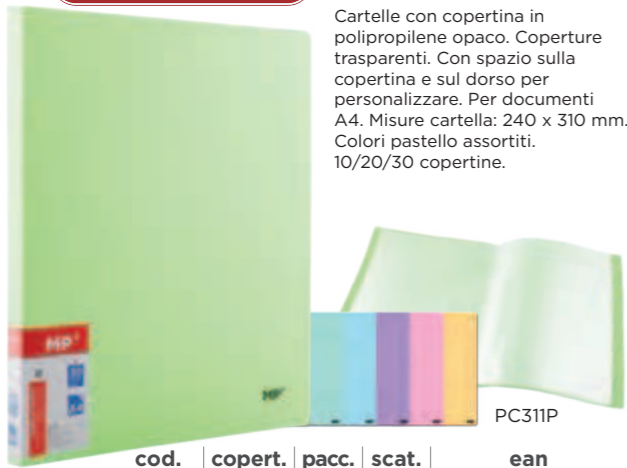 Cartelle con copertina in
polipropilene opaco. Coperture
trasparenti. Con spazio sulla
copertina e sul dorso per
personalizzare. Per documenti
A4. Misure cartella: 240 x 310 mm.
Colori pastello assortiti.
10/20/30 copertine.
MP
MP
PC311P
cod. copert. pacc. scat. ean